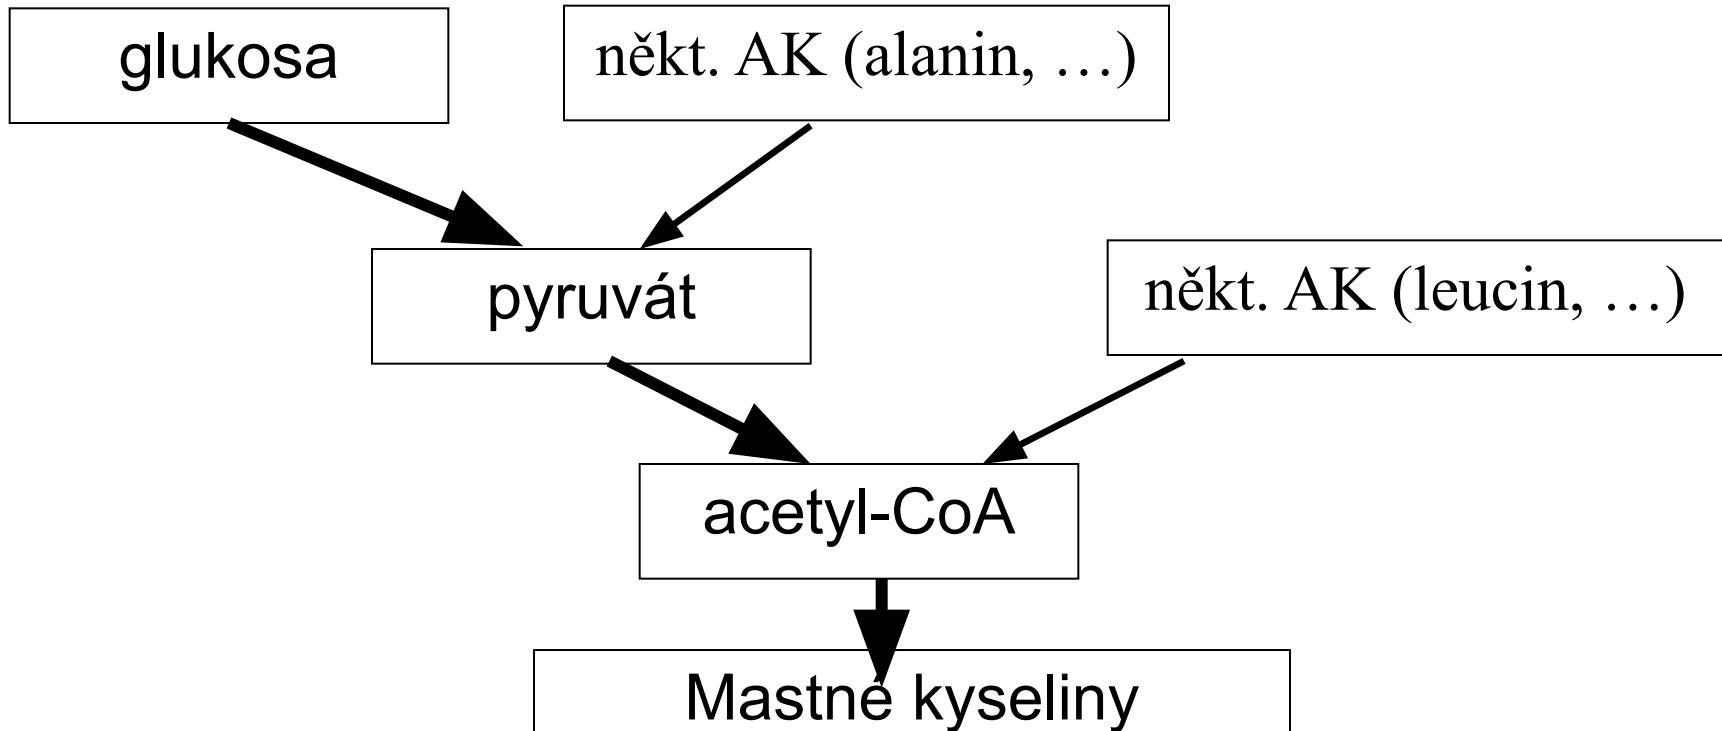 glukosa
někt. AK (alanin, …)
pyruvát
někt. AK (leucin, …)
acetyl-CoA
Mastné kyseliny